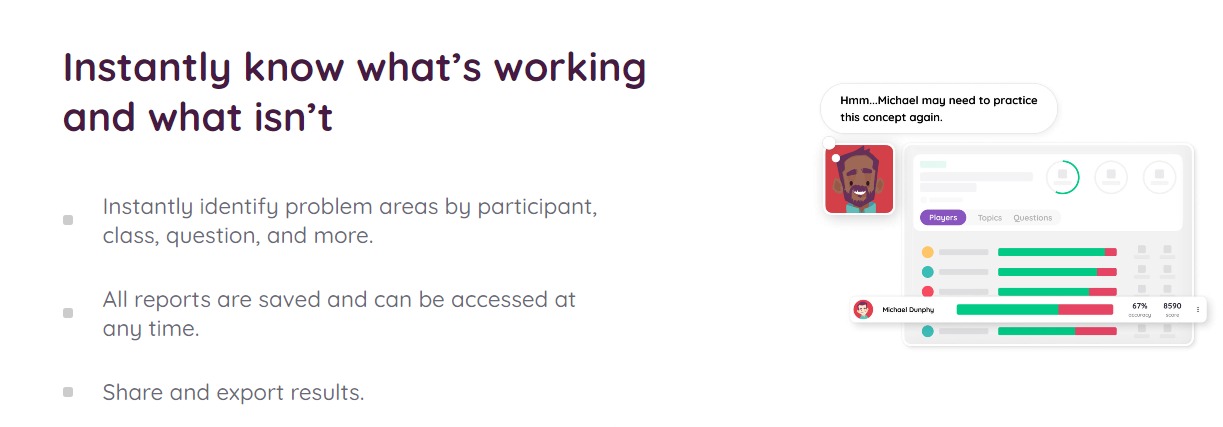 Instantly know what’s working
and what isn’t
Instantly identify problem areas by participant,
class, question, and more.
All reports are saved and can be accessed at
any time.
Share and export results.
Hmm...Michael may need to practice
this concept again.
Players Topics Questions
Michael Dunphy 67% 8590
accuracy score